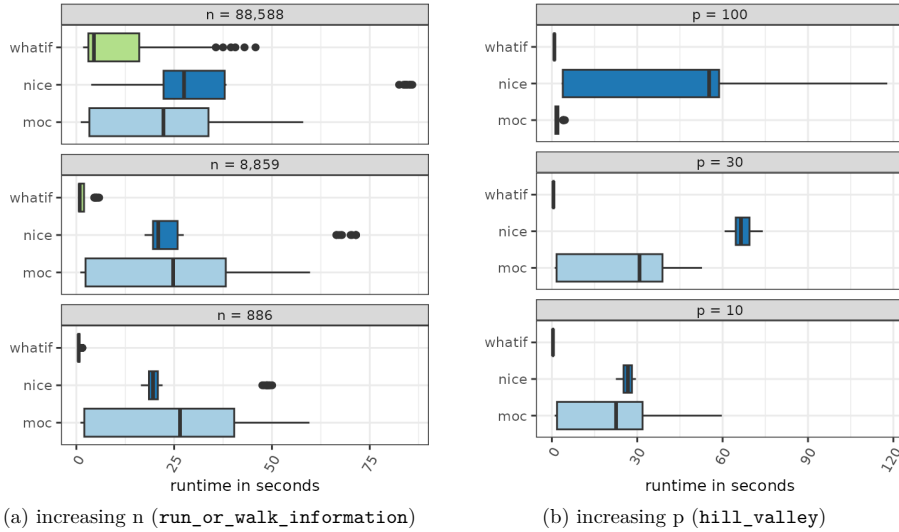 n = 88,588
whatif
nice
moc
n = 8,859
whatif
nice
moc
n = 886
whatif
nice
moc
0 25 50 75
runtime in seconds
(a) increasing n (run_or_walk_information)
p = 100
whatif
nice
moc
p = 30
whatif
nice
moc
p = 10
whatif
nice
moc
0 30 60 90 120
runtime in seconds
(b) increasing p (hill_valley)